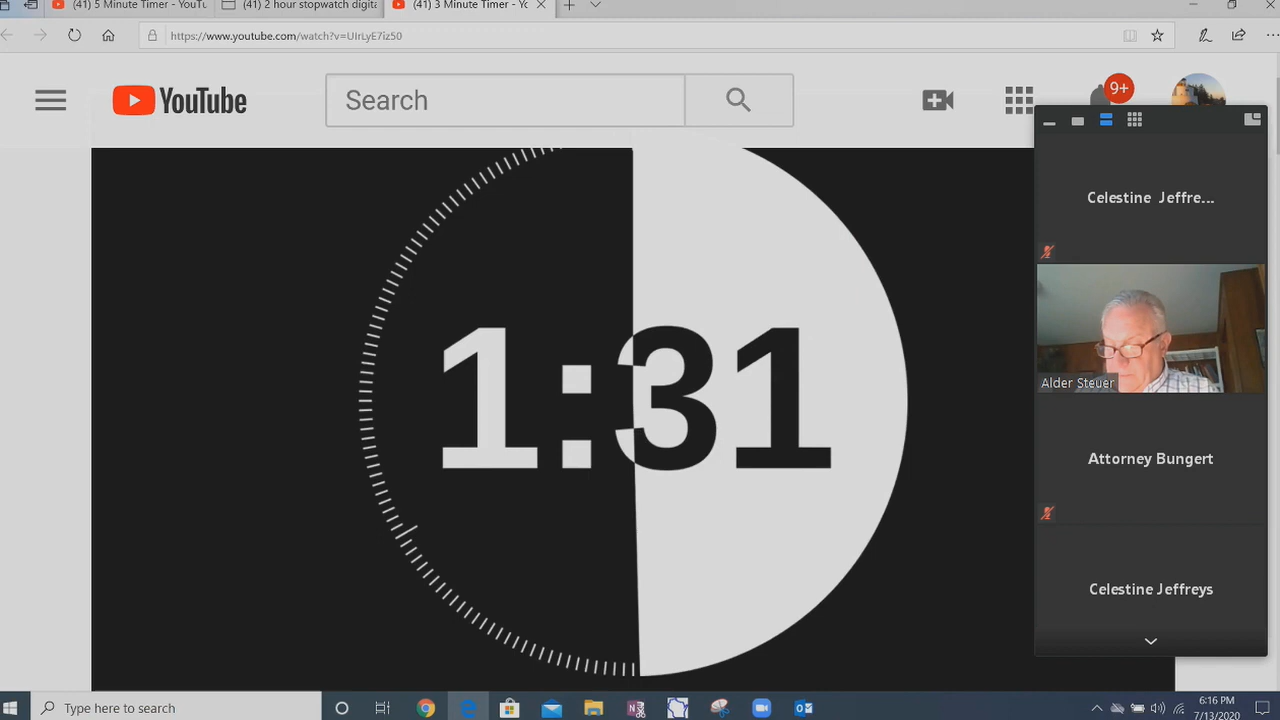 (41) 5 Minute Timer - YouTu
(41) 2 hour stopwatch digita
(41) 3 Minute Timer - Yo
https://www.youtube.com/watch?v=UIrLyE7iz50
YouTube
Search
9+
1:31
Celestine Jeffre...
Alder Steuer
Attorney Bungert
Celestine Jeffreys
Type here to search
6:16 PM
7/13/2020